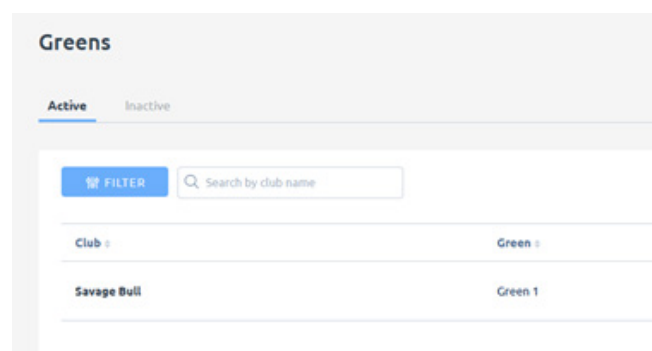 Greens
Active Inactive
FILTER Search by club name
Club Green
Savage Bull Green 1